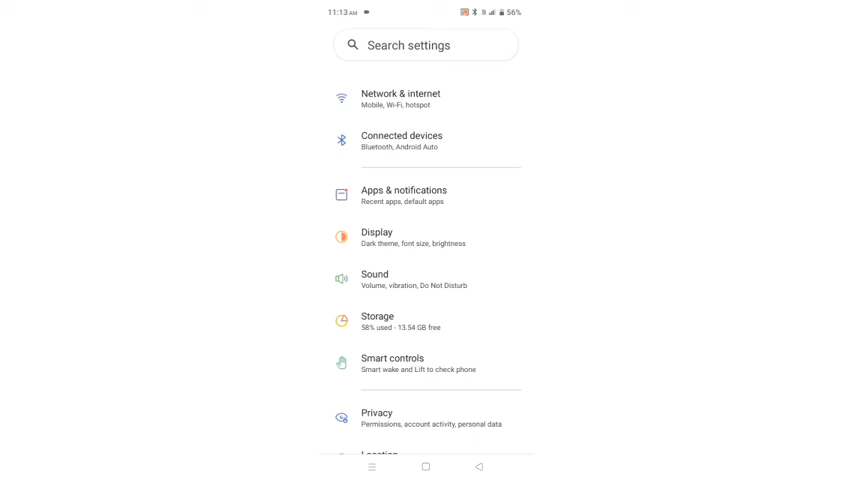 11:13 AM 56%
Search settings
Network & internet
Mobile, Wi-Fi, hotspot
Connected devices
Bluetooth, Android Auto
Apps & notifications
Recent apps, default apps
Display
Dark theme, font size, brightness
Sound
Volume, vibration, Do Not Disturb
Storage
58% used - 13.54 GB free
Smart controls
Smart wake and Lift to check phone
Privacy
Permissions, account activity, personal data
Location